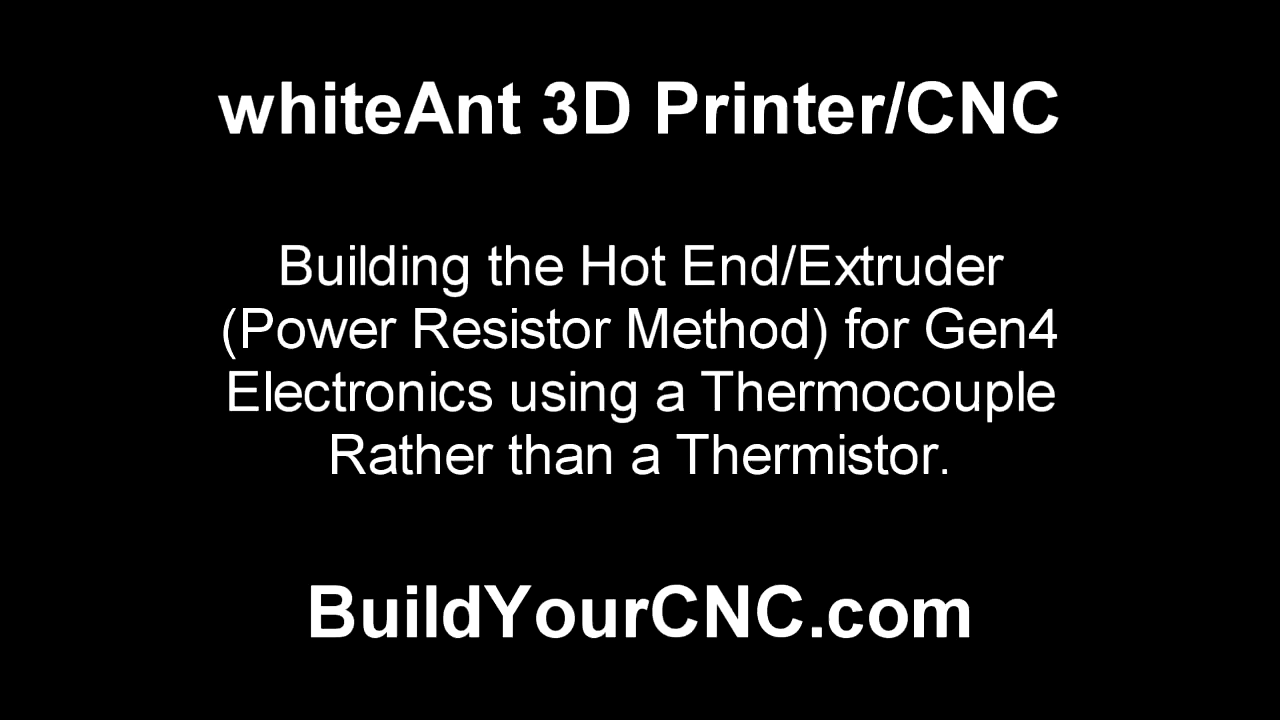 whiteAnt 3D Printer/CNC
Building the Hot End/Extruder
(Power Resistor Method) for Gen4
Electronics using a Thermocouple
Rather than a Thermistor.
BuildYourCNC.com